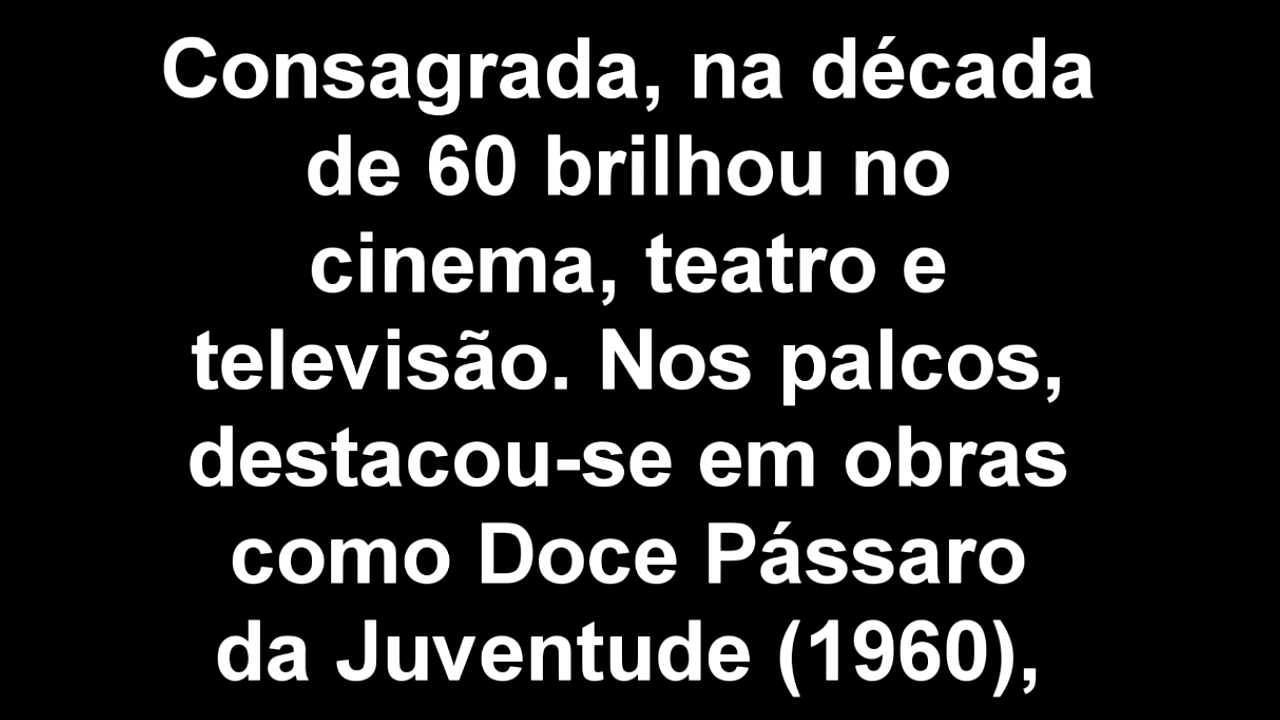 Consagrada, na década
de 60 brilhou no
cinema, teatro e
televisão. Nos palcos,
destacou-se em obras
como Doce Pássaro
da Juventude (1960),